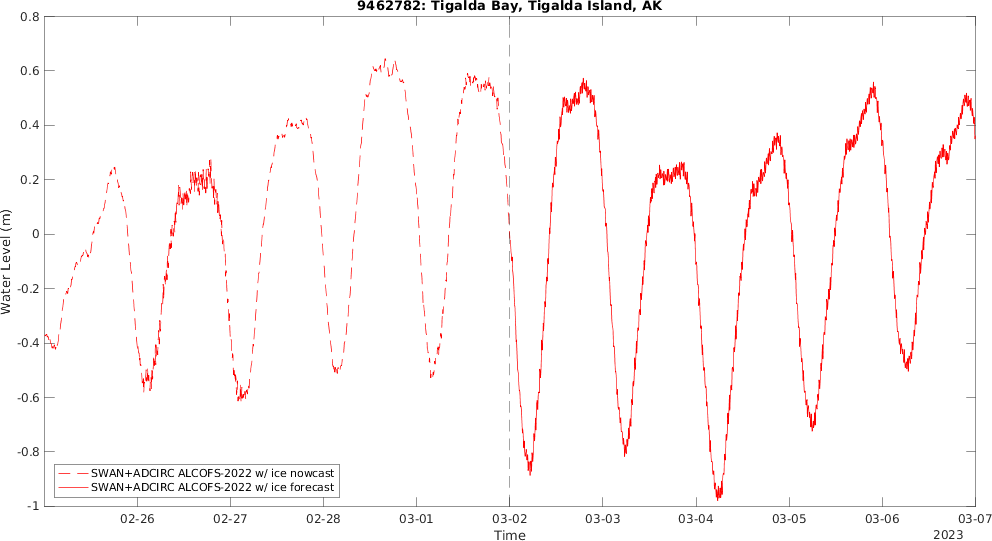 9462782: Tigalda Bay, Tigalda Island, AK
0.8
0.6
0.4
0.2
0
-0.2
-0.4
-0.6
-0.8
-1
Water Level (m)
SWAN+ADCIRC ALCOFS-2022 w/ ice nowcast
SWAN+ADCIRC ALCOFS-2022 w/ ice forecast
02-26 02-27 02-28 03-01 03-02 03-03 03-04 03-05 03-06 03-07
Time
2023